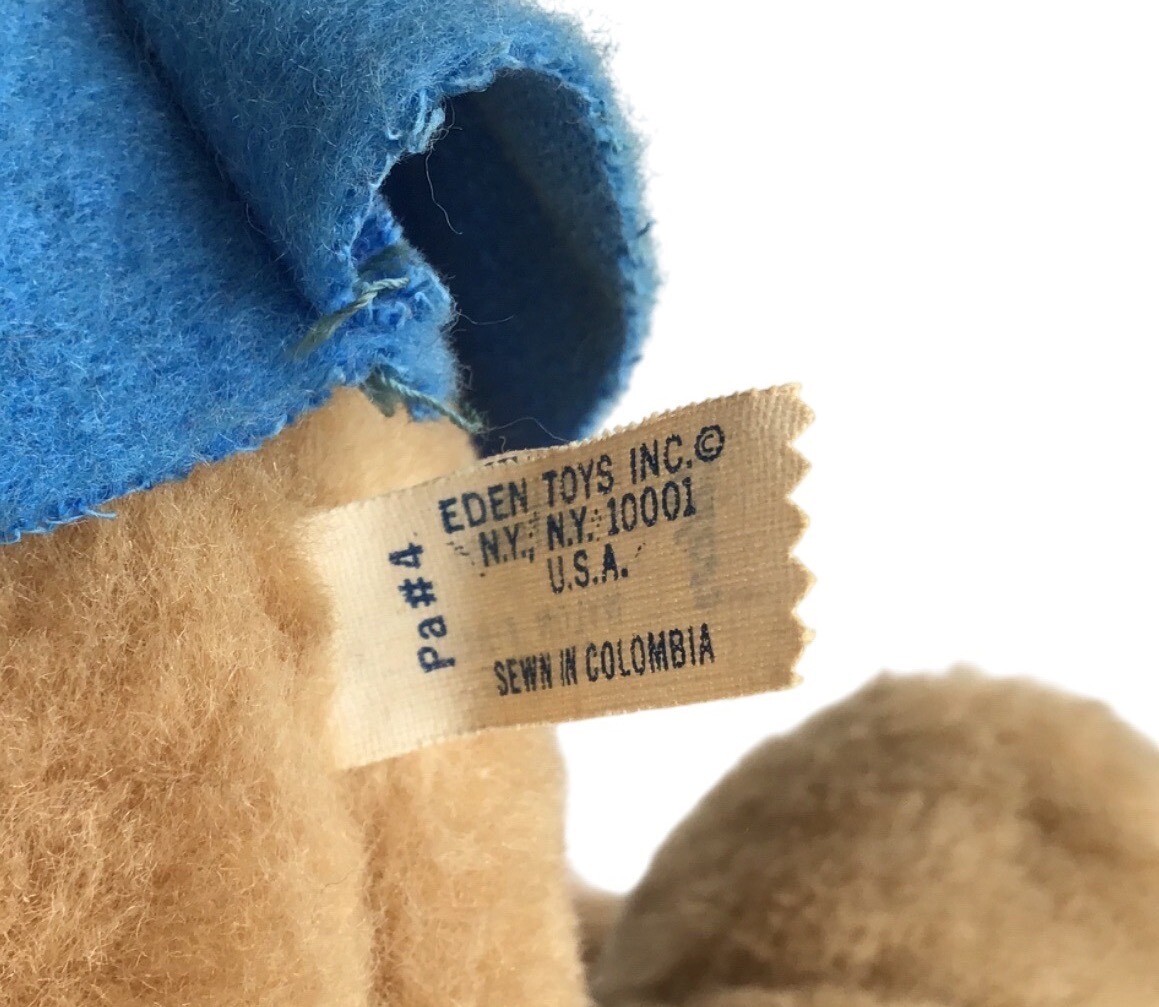 EDEN TOYS INC.©
N.Y., N.Y. 10001
U.S.A.
SEWN IN COLOMBIA
Pa#4